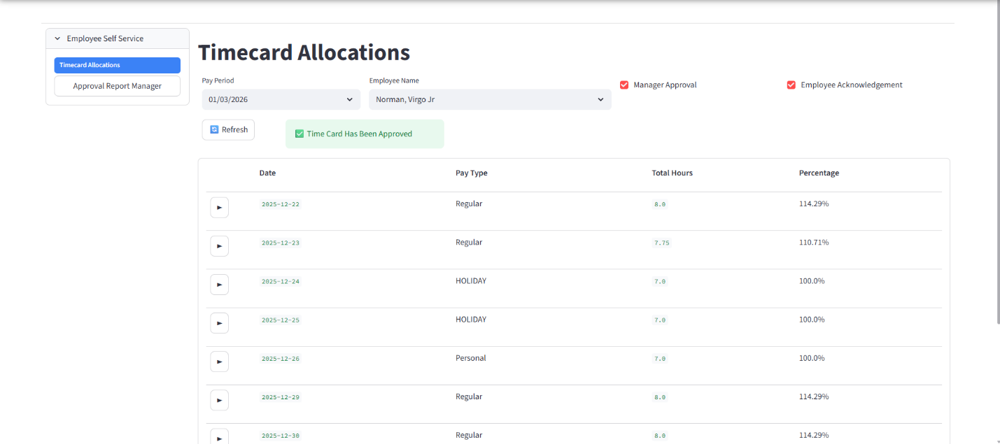 Employee Self Service
Timecard Allocations
Approval Report Manager
Timecard Allocations
Pay Period
Employee Name
01/03/2026
Norman, Virgo Jr
Manager Approval
Employee Acknowledgement
Refresh
Time Card Has Been Approved
Date Pay Type Total Hours Percentage
2025-12-22 Regular 8.0 114.29%
2025-12-23 Regular 7.75 110.71%
2025-12-24 HOLIDAY 7.0 100.0%
2025-12-25 HOLIDAY 7.0 100.0%
2025-12-26 Personal 7.0 100.0%
2025-12-29 Regular 8.0 114.29%
2025-12-30 Regular 8.0 114.29%